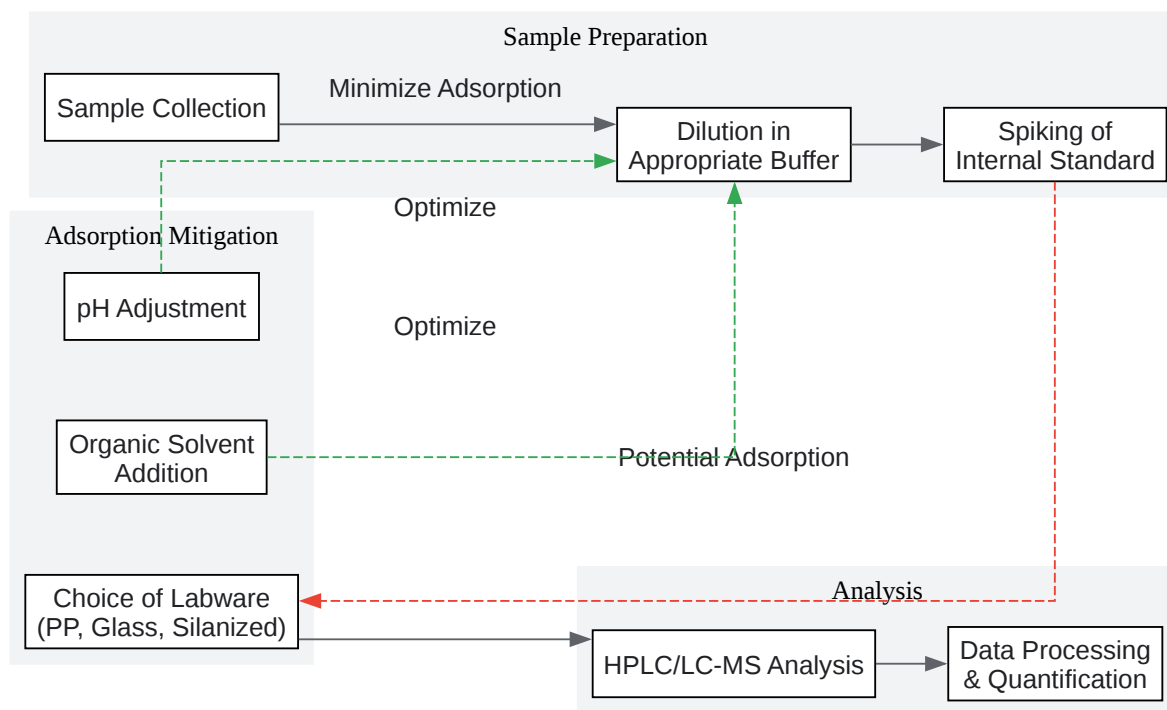 Sample Preparation
Sample Collection
Minimize Adsorption
Dilution in
Appropriate Buffer
Spiking of
Internal Standard
Optimize
Adsorption Mitigation
pH Adjustment
Optimize
Organic Solvent
Addition
Potential Adsorption
Choice of Labware
(PP, Glass, Silanized)
Analysis
HPLC/LC-MS Analysis
Data Processing
& Quantification